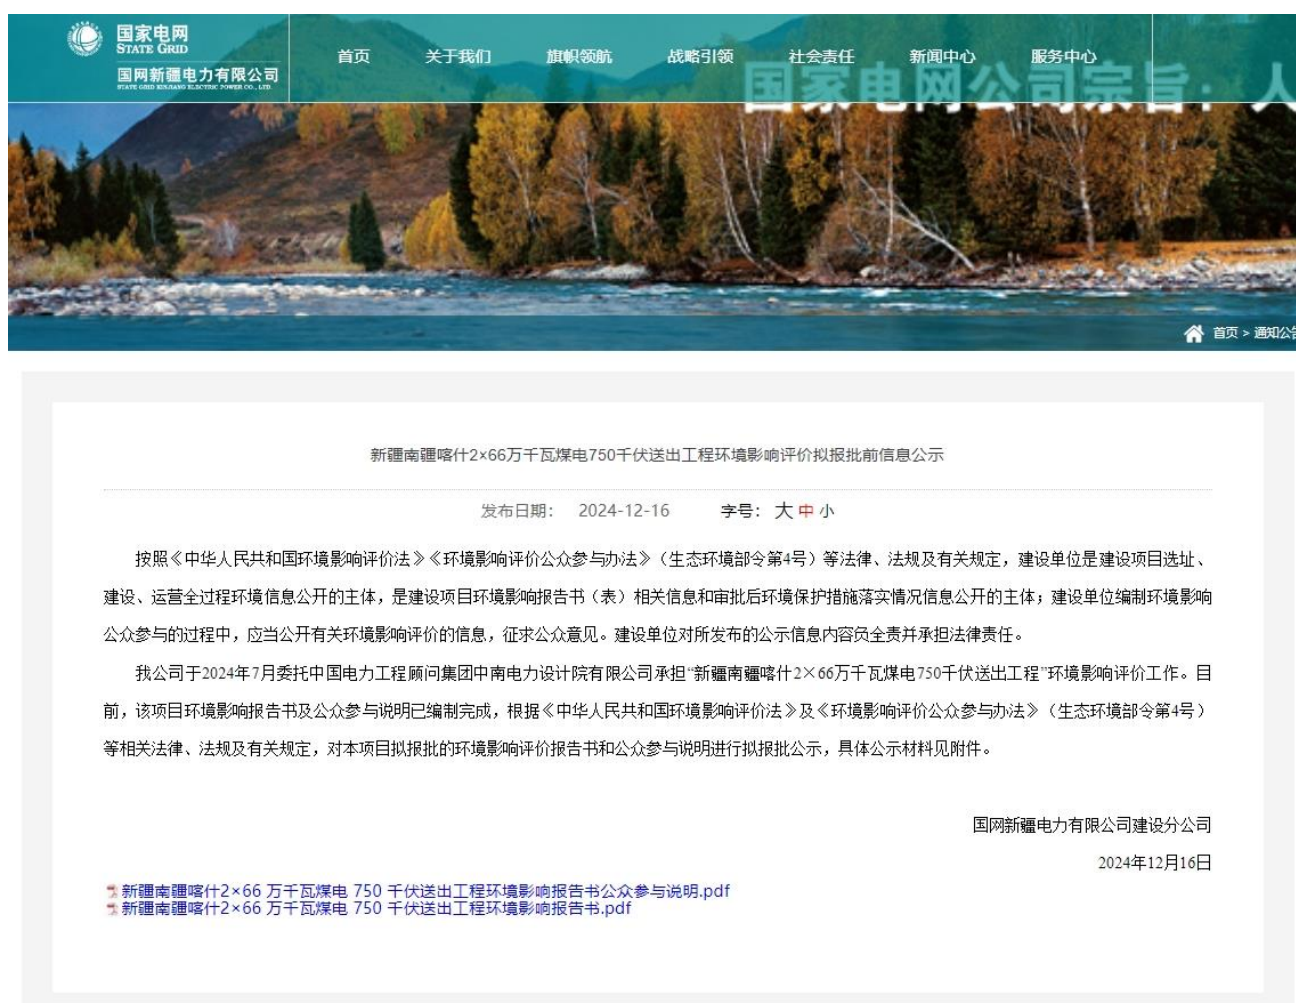 国家电网
STATE GRID
国网新疆电力有限公司
STATE GRID XINJIANG ELECTRIC POWER CO., LTD.
首页 关于我们 旗帜领航 战略引领 社会责任 新闻中心 服务中心
国家电网公司宗旨：人
首页 > 通知公告
新疆南疆喀什2×66万千瓦煤电750千伏送出工程环境影响评价拟报批前信息公示
发布日期： 2024-12-16 字号： 大 中 小
按照《中华人民共和国环境影响评价法》《环境影响评价公众参与办法》（生态环境部令第4号）等法律、法规及有关规定，建设单位是建设项目选址、
建设、运营全过程环境信息公开的主体，是建设项目环境影响报告书（表）相关信息和审批后环境保护措施落实情况信息公开的主体；建设单位编制环境影响
公众参与的过程中，应当公开有关环境影响评价的信息，征求公众意见。建设单位对所发布的公示信息内容负全责并承担法律责任。
我公司于2024年7月委托中国电力工程顾问集团中南电力设计院有限公司承担“新疆南疆喀什2×66万千瓦煤电750千伏送出工程”环境影响评价工作。目
前，该项目环境影响报告书及公众参与说明已编制完成，根据《中华人民共和国环境影响评价法》及《环境影响评价公众参与办法》（生态环境部令第4号）
等相关法律、法规及有关规定，对本项目拟报批的环境影响评价报告书和公众参与说明进行拟报批公示，具体公示材料见附件。
国网新疆电力有限公司建设分公司
2024年12月16日
新疆南疆喀什2×66 万千瓦煤电 750 千伏送出工程环境影响报告书公众参与说明.pdf
新疆南疆喀什2×66 万千瓦煤电 750 千伏送出工程环境影响报告书.pdf